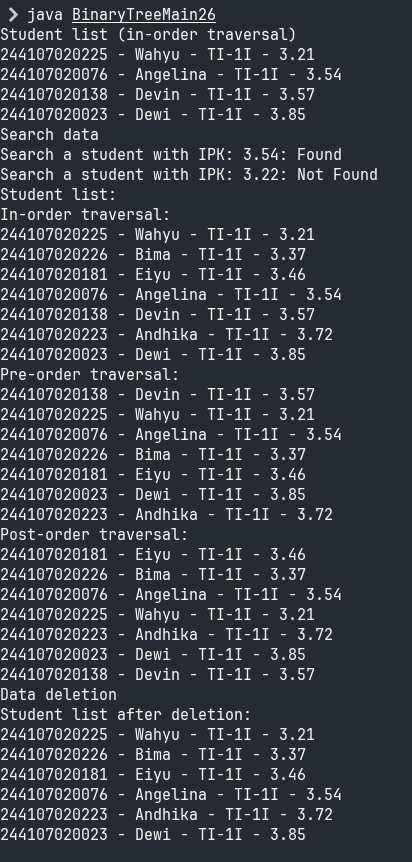 ❯ java BinaryTreeMain26
Student list (in-order traversal)
244107020225 - Wahyu - TI-1I - 3.21
244107020076 - Angelina - TI-1I - 3.54
244107020138 - Devin - TI-1I - 3.57
244107020023 - Dewi - TI-1I - 3.85
Search data
Search a student with IPK: 3.54: Found
Search a student with IPK: 3.22: Not Found
Student list:
In-order traversal:
244107020225 - Wahyu - TI-1I - 3.21
244107020226 - Bima - TI-1I - 3.37
244107020181 - Eiyu - TI-1I - 3.46
244107020076 - Angelina - TI-1I - 3.54
244107020138 - Devin - TI-1I - 3.57
244107020223 - Andhika - TI-1I - 3.72
244107020023 - Dewi - TI-1I - 3.85
Pre-order traversal:
244107020138 - Devin - TI-1I - 3.57
244107020225 - Wahyu - TI-1I - 3.21
244107020076 - Angelina - TI-1I - 3.54
244107020226 - Bima - TI-1I - 3.37
244107020181 - Eiyu - TI-1I - 3.46
244107020023 - Dewi - TI-1I - 3.85
244107020223 - Andhika - TI-1I - 3.72
Post-order traversal:
244107020181 - Eiyu - TI-1I - 3.46
244107020226 - Bima - TI-1I - 3.37
244107020076 - Angelina - TI-1I - 3.54
244107020225 - Wahyu - TI-1I - 3.21
244107020223 - Andhika - TI-1I - 3.72
244107020023 - Dewi - TI-1I - 3.85
244107020138 - Devin - TI-1I - 3.57
Data deletion
Student list after deletion:
244107020225 - Wahyu - TI-1I - 3.21
244107020226 - Bima - TI-1I - 3.37
244107020181 - Eiyu - TI-1I - 3.46
244107020076 - Angelina - TI-1I - 3.54
244107020223 - Andhika - TI-1I - 3.72
244107020023 - Dewi - TI-1I - 3.85